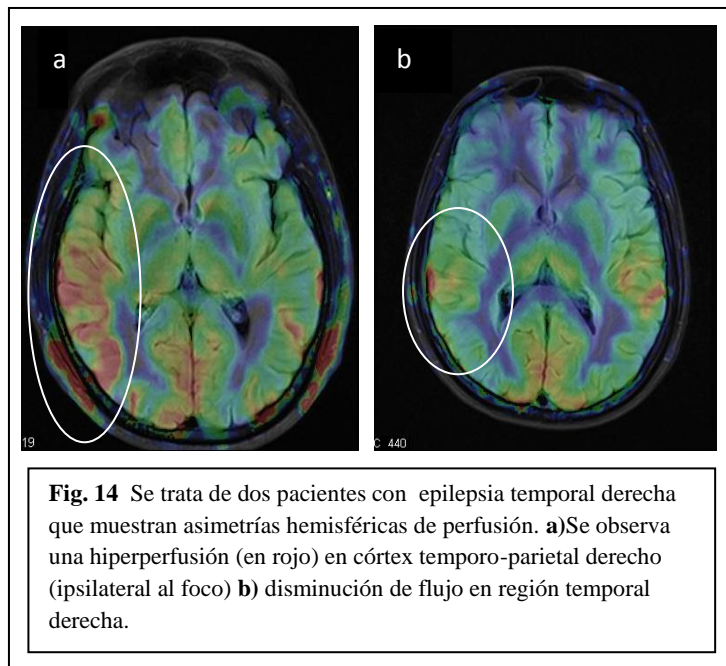 a
b
19
C 440
Fig. 14 Se trata de dos pacientes con epilepsia temporal derecha
que muestran asimetrías hemisféricas de perfusión. a)Se observa
una hiperperfusión (en rojo) en córtex temporo-parietal derecho
(ipsilateral al foco) b) disminución de flujo en región temporal
derecha.